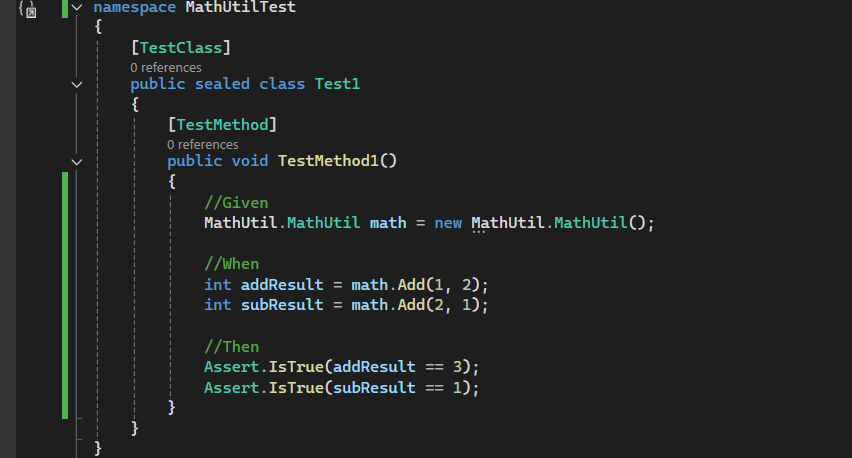 namespace MathUtilTest
{
[TestClass]
0 references
public sealed class Test1
{
[TestMethod]
0 references
public void TestMethod1()
{
//Given
MathUtil.MathUtil math = new MathUtil.MathUtil();
//When
int addResult = math.Add(1, 2);
int subResult = math.Add(2, 1);
//Then
Assert.IsTrue(addResult == 3);
Assert.IsTrue(subResult == 1);
}
}
}